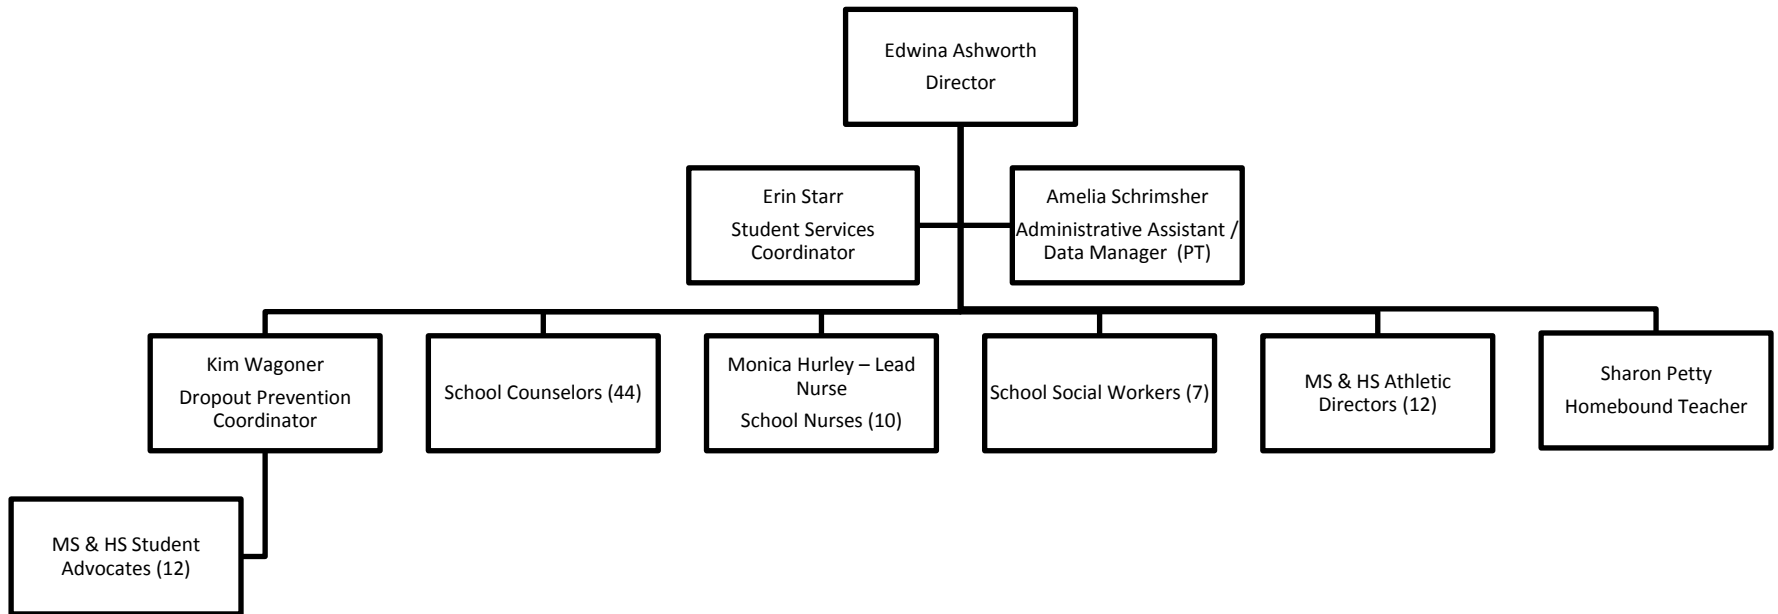 Edwina Ashworth
Director
Erin Starr
Student Services
Coordinator
Amelia Schrimsher
Administrative Assistant /
Data Manager (PT)
Kim Wagoner
Dropout Prevention
Coordinator
School Counselors (44)
Monica Hurley – Lead
Nurse
School Nurses (10)
School Social Workers (7)
MS & HS Athletic
Directors (12)
Sharon Petty
Homebound Teacher
MS & HS Student
Advocates (12)